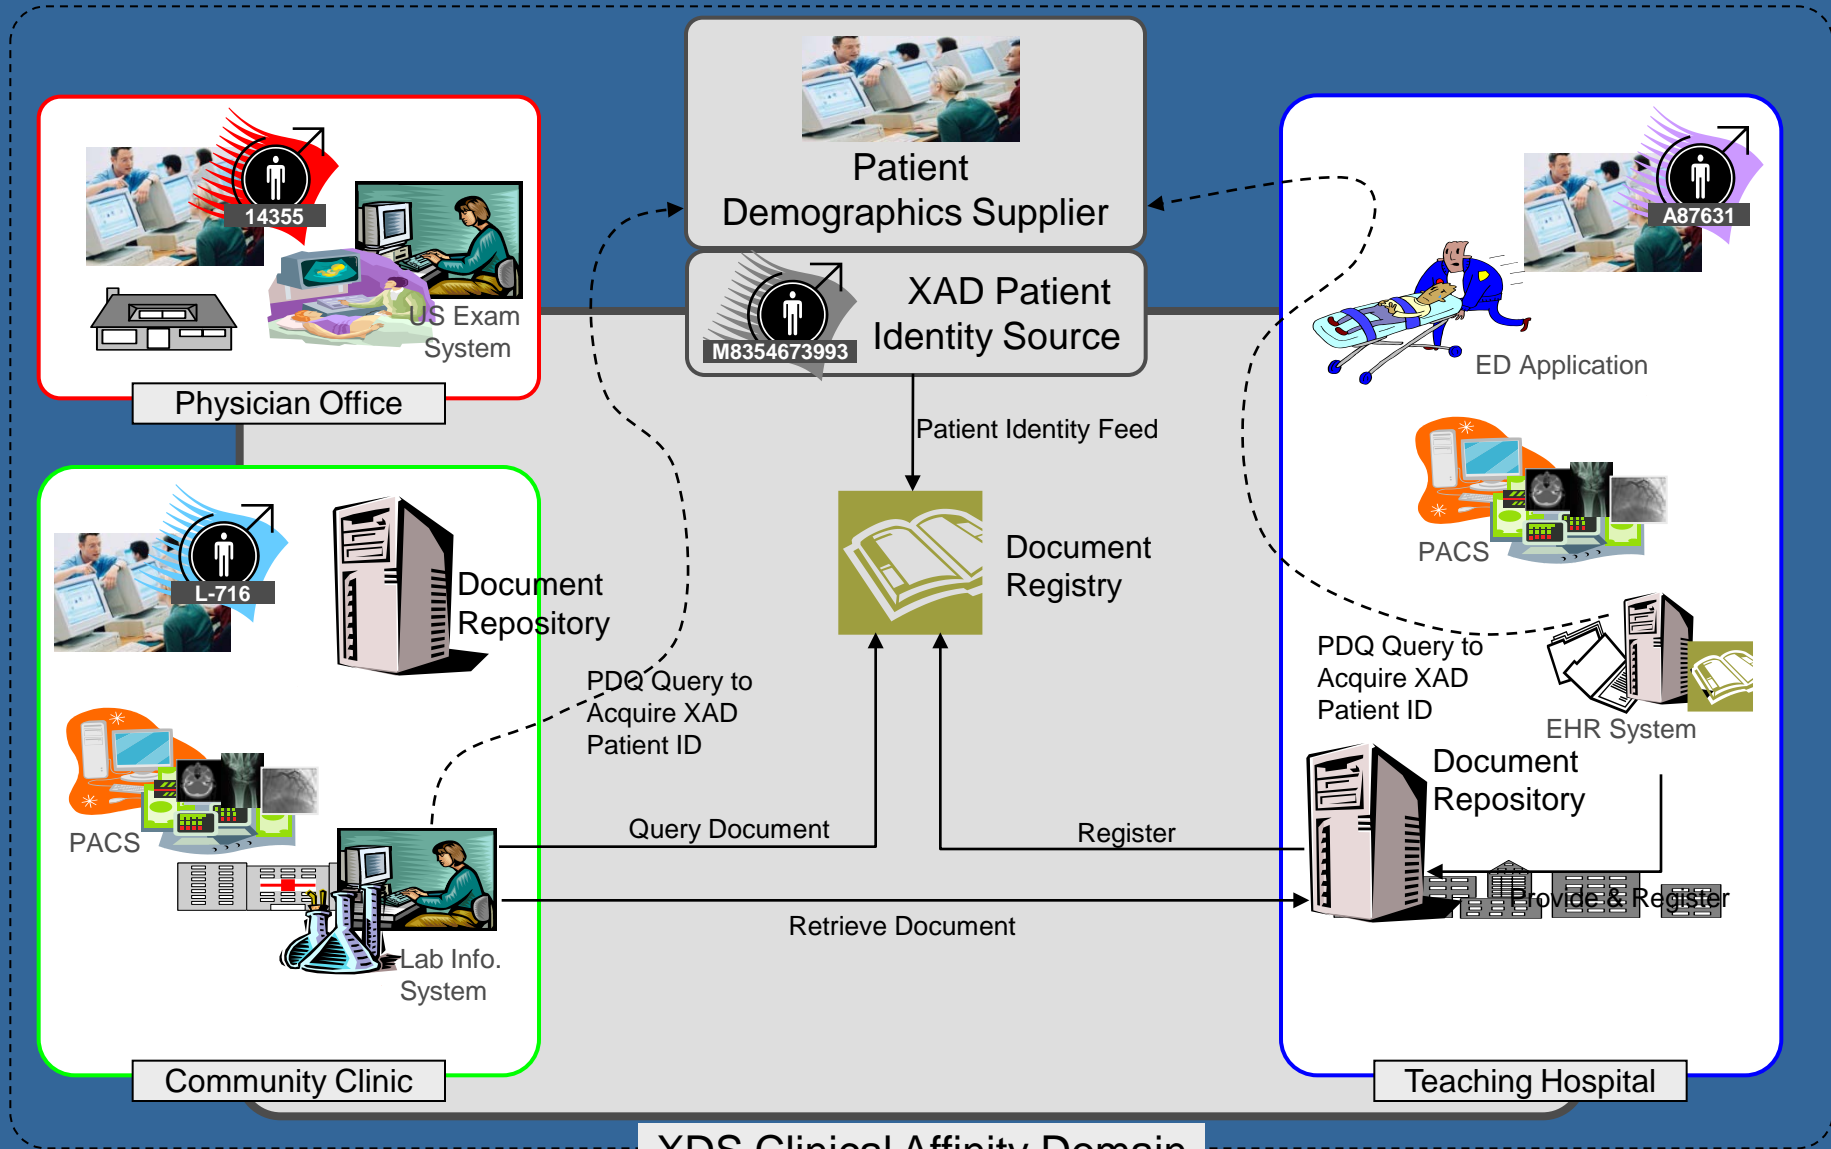 Patient
Demographics Supplier
XAD Patient
Identity Source
M8354673993
14355
US Exam
System
Physician Office
A87631
ED Application
PACS
Patient Identity Feed
Document
Registry
L-716
Document
Repository
PDQ Query to
Acquire XAD
Patient ID
PACS
Lab Info.
System
Community Clinic
Query Document
Retrieve Document
Register
PDQ Query to
Acquire XAD
Patient ID
EHR System
Document
Repository
Provide & Register
Teaching Hospital
XDS Clinical Affinity Domain